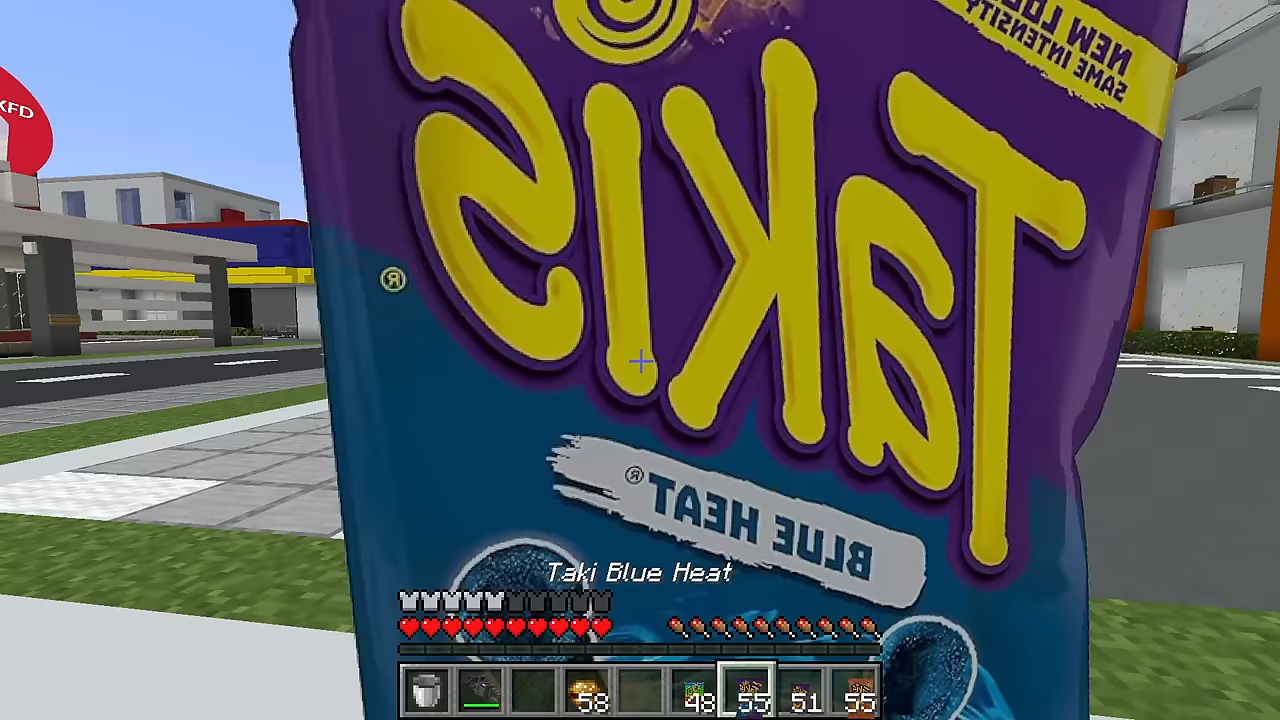 NEW LOOK
SAME INTENSITY
KFD
Takis
®
BLUE HEAT®
Taki Blue Heat
58
48
55
51
55